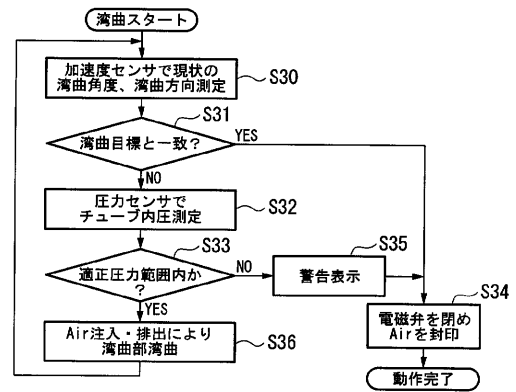 湾曲スタート
加速度センサで現状の
湾曲角度、湾曲方向測定
S30
S31
湾曲目標と一致?
YES
NO
圧力センサで
チューブ内圧測定
S32
S33
適正圧力範囲内か
?
NO
YES
S35
警告表示
S34
電磁弁を閉め
Airを封印
Air注入・排出により
湾曲部湾曲
S36
動作完了